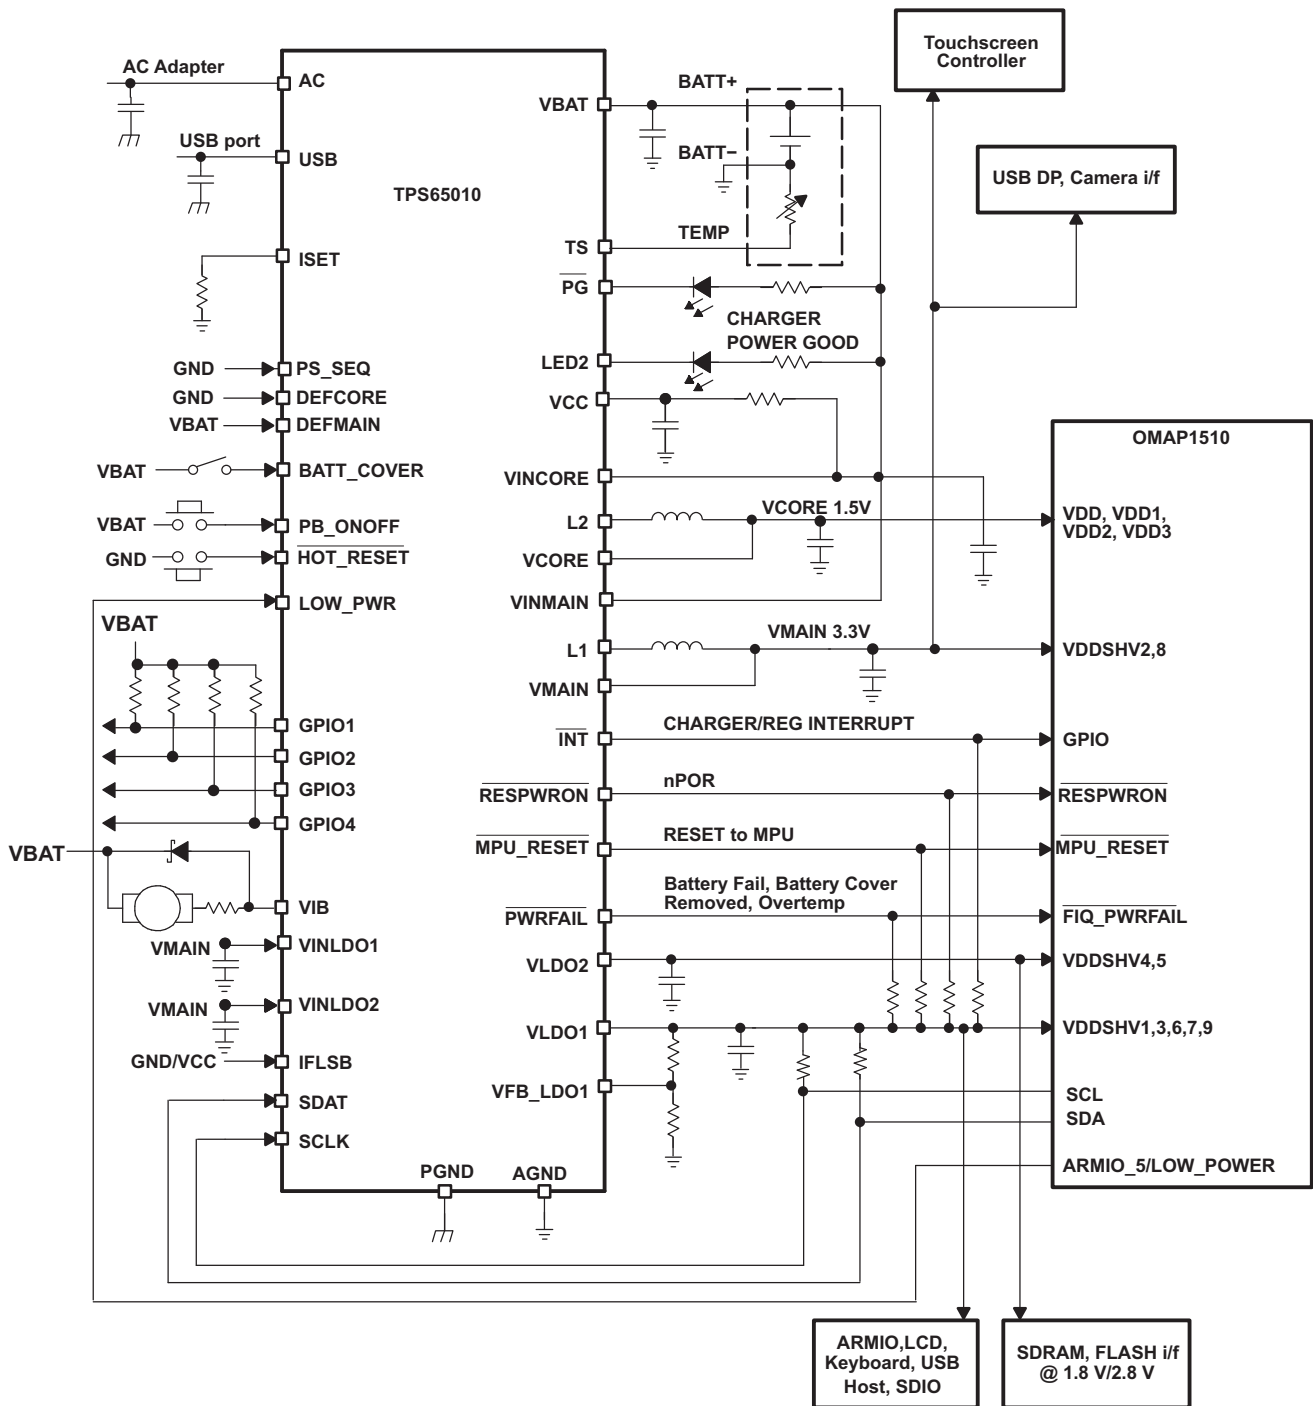 Touchscreen
Controller
AC Adapter
AC
BATT+
VBAT
USB port
USB
BATT−
USB DP, Camera i/f
TPS65010
TEMP
TS
ISET
PG
CHARGER
POWER GOOD
LED2
GND
PS_SEQ
GND
DEFCORE
VCC
VBAT
DEFMAIN
OMAP1510
VBAT
BATT_COVER
VINCORE
VCORE 1.5V
L2
VDD, VDD1,
VDD2, VDD3
VBAT
PB_ONOFF
GND
HOT_RESET
VCORE
LOW_PWR
VINMAIN
VBAT
VMAIN 3.3V
L1
VDDSHV2,8
VMAIN
GPIO1
CHARGER/REG INTERRUPT
INT
GPIO
GPIO2
nPOR
GPIO3
RESPWRON
RESPWRON
GPIO4
RESET to MPU
VBAT
MPU_RESET
MPU_RESET
Battery Fail, Battery Cover
Removed, Overtemp
VIB
PWRFAIL
FIQ_PWRFAIL
VMAIN
VINLDO1
VLDO2
VDDSHV4,5
VMAIN
VINLDO2
VLDO1
VDDSHV1,3,6,7,9
GND/VCC
IFLSB
VFB_LDO1
SCL
SDAT
SDA
SCLK
ARMIO_5/LOW_POWER
PGND
AGND
ARMIO,LCD,
Keyboard, USB
Host, SDIO
SDRAM, FLASH i/f
@ 1.8 V/2.8 V